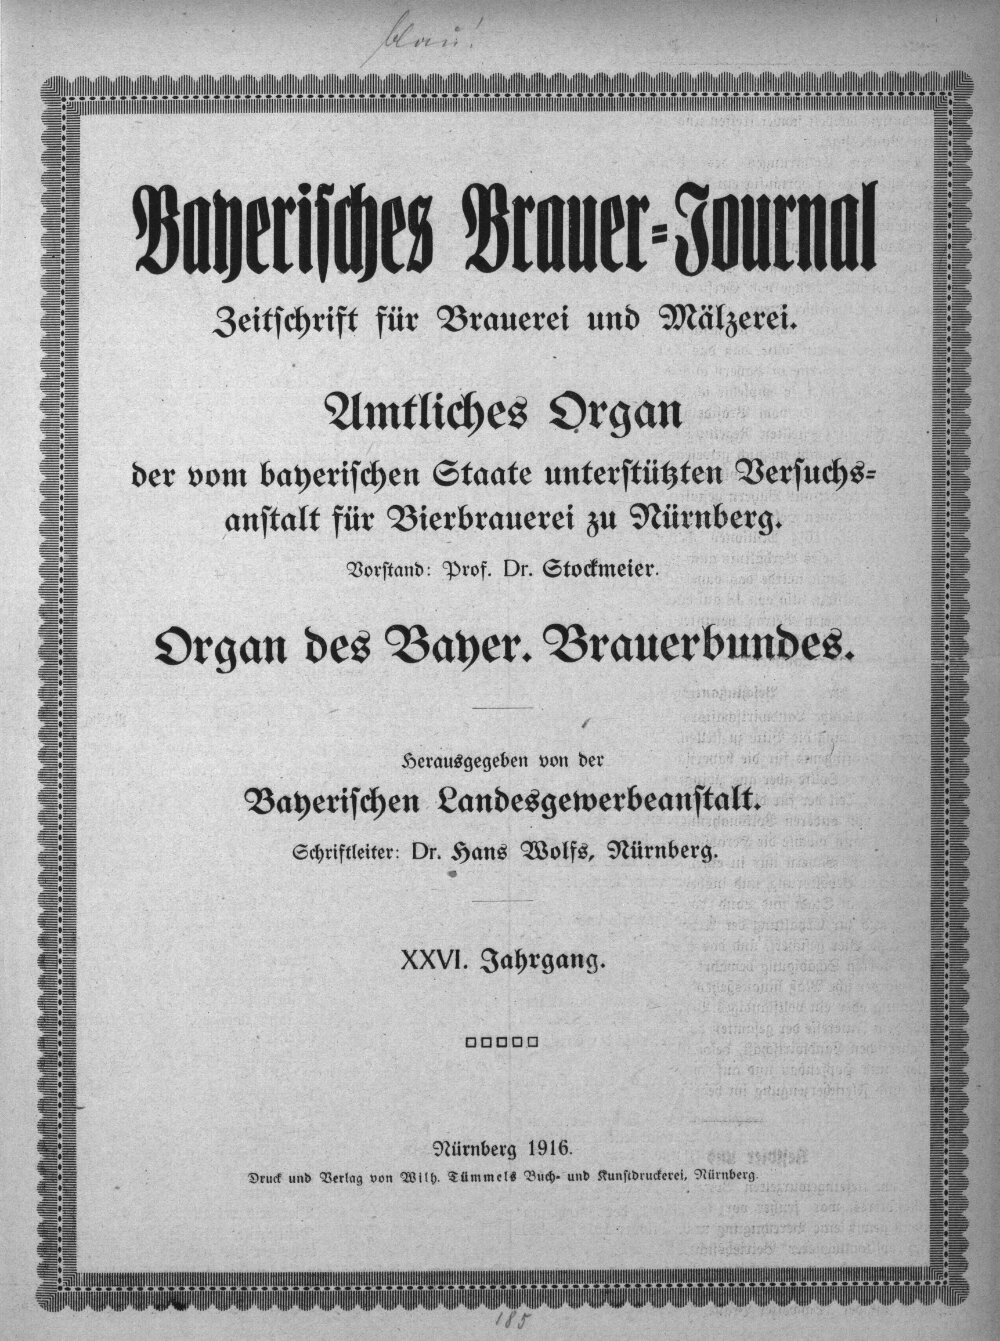 blau!
Bayerisches Brauer=Journal
Zeitschrift für Brauerei und Mälzerei.
Amtliches Organ
der vom bayerischen Staate unterstützten Versuchs=
anstalt für Bierbrauerei zu Nürnberg.
Vorstand: Prof. Dr. Stockmeier.
Organ des Bayer. Brauerbundes.
Herausgegeben von der
Bayerischen Landesgewerbeanstalt.
Schriftleiter: Dr. Hans Wolfs, Nürnberg.
XXVI. Jahrgang.
Nürnberg 1916.
Druck und Verlag von Wilh. Tümmels Buch- und Kunstdruckerei, Nürnberg.
185